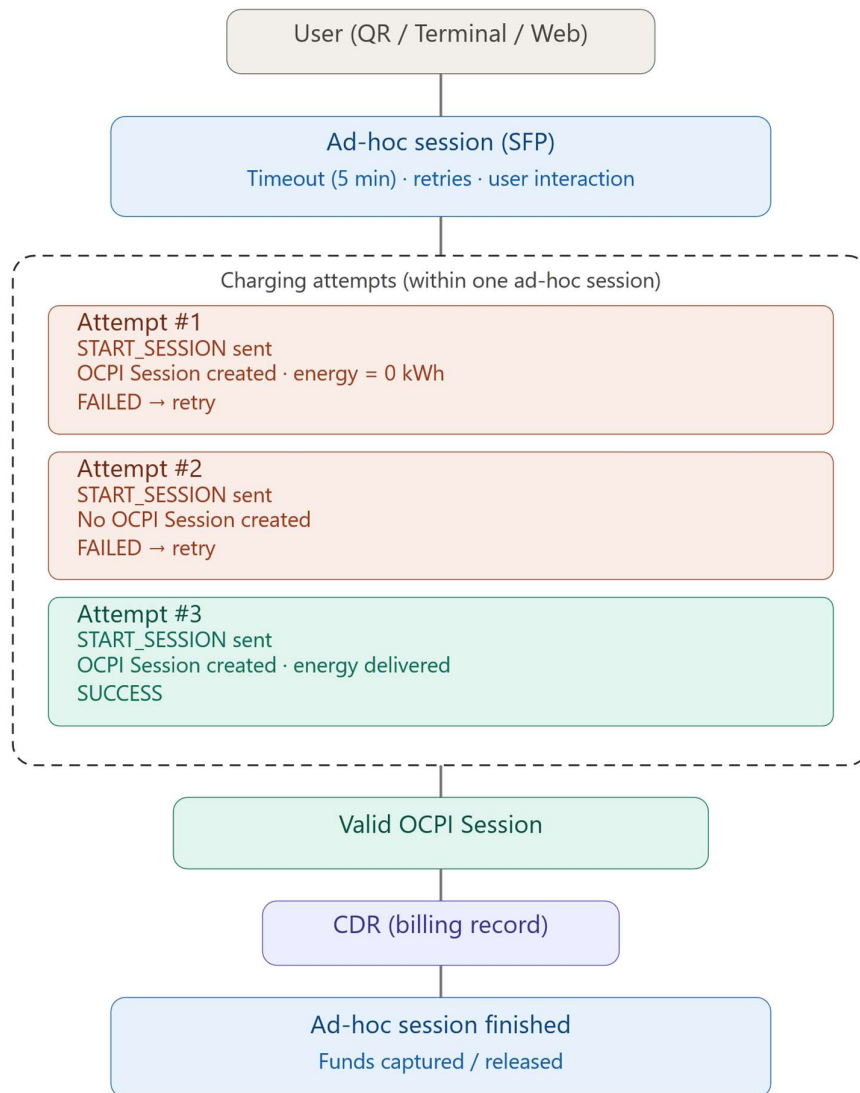 User (QR / Terminal / Web)
Ad-hoc session (SFP)
Timeout (5 min) · retries · user interaction
Charging attempts (within one ad-hoc session)
Attempt #1
START_SESSION sent
OCPI Session created · energy = 0 kWh
FAILED → retry
Attempt #2
START_SESSION sent
No OCPI Session created
FAILED → retry
Attempt #3
START_SESSION sent
OCPI Session created · energy delivered
SUCCESS
Valid OCPI Session
CDR (billing record)
Ad-hoc session finished
Funds captured / released